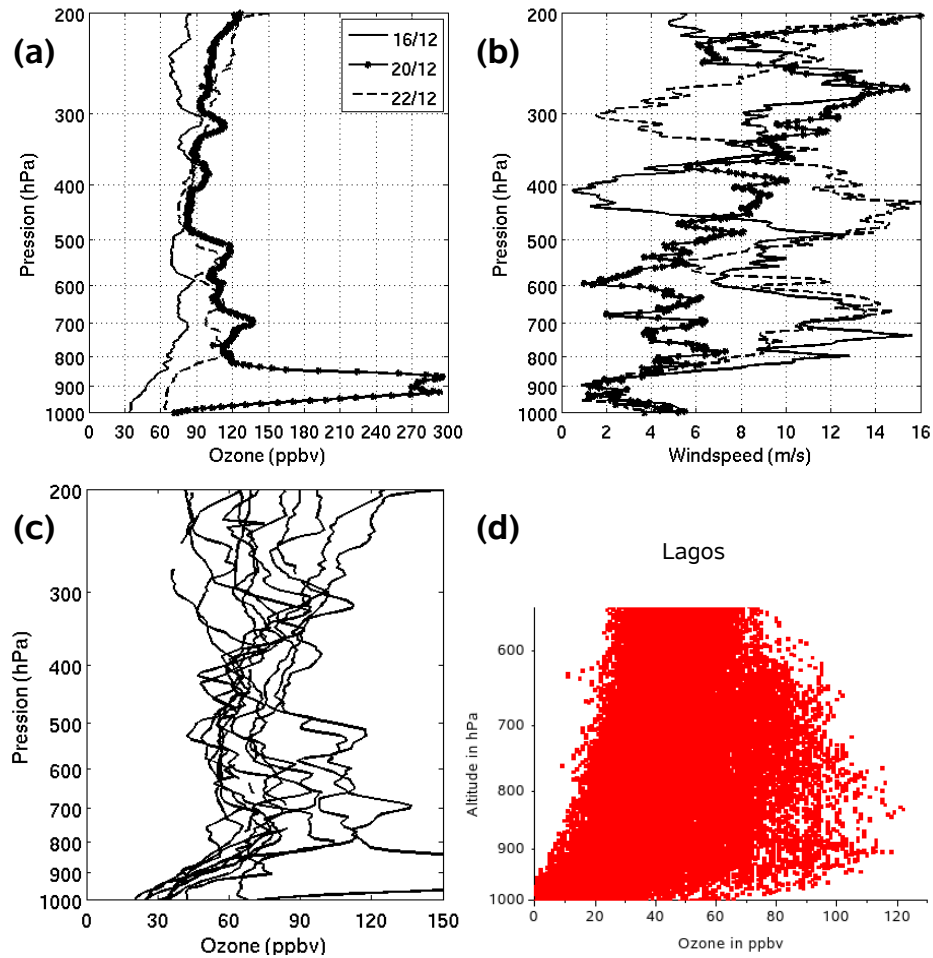 (a)
200
300
400
500
600
700
800
900
1000
Pression (hPa)
16/12
20/12
22/12
0 30 60 90 120 150 180 210 240 270 300
Ozone (ppbv)
(b)
200
300
400
500
600
700
800
900
1000
Pression (hPa)
0 2 4 6 8 10 12 14 16
Windspeed (m/s)
(c)
200
300
400
500
600
700
800
900
1000
Pression (hPa)
0 30 60 90 120 150
Ozone (ppbv)
(d)
Lagos
600
700
800
900
1000
Altitude in hPa
0 20 40 60 80 100 120
Ozone in ppbv